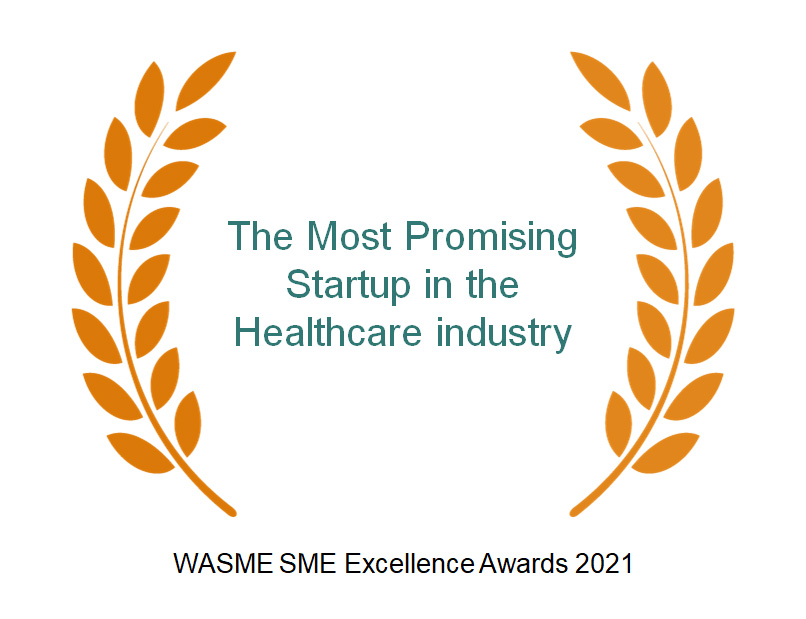 The Most Promising
Startup in the
Healthcare industry
WASME SME Excellence Awards 2021